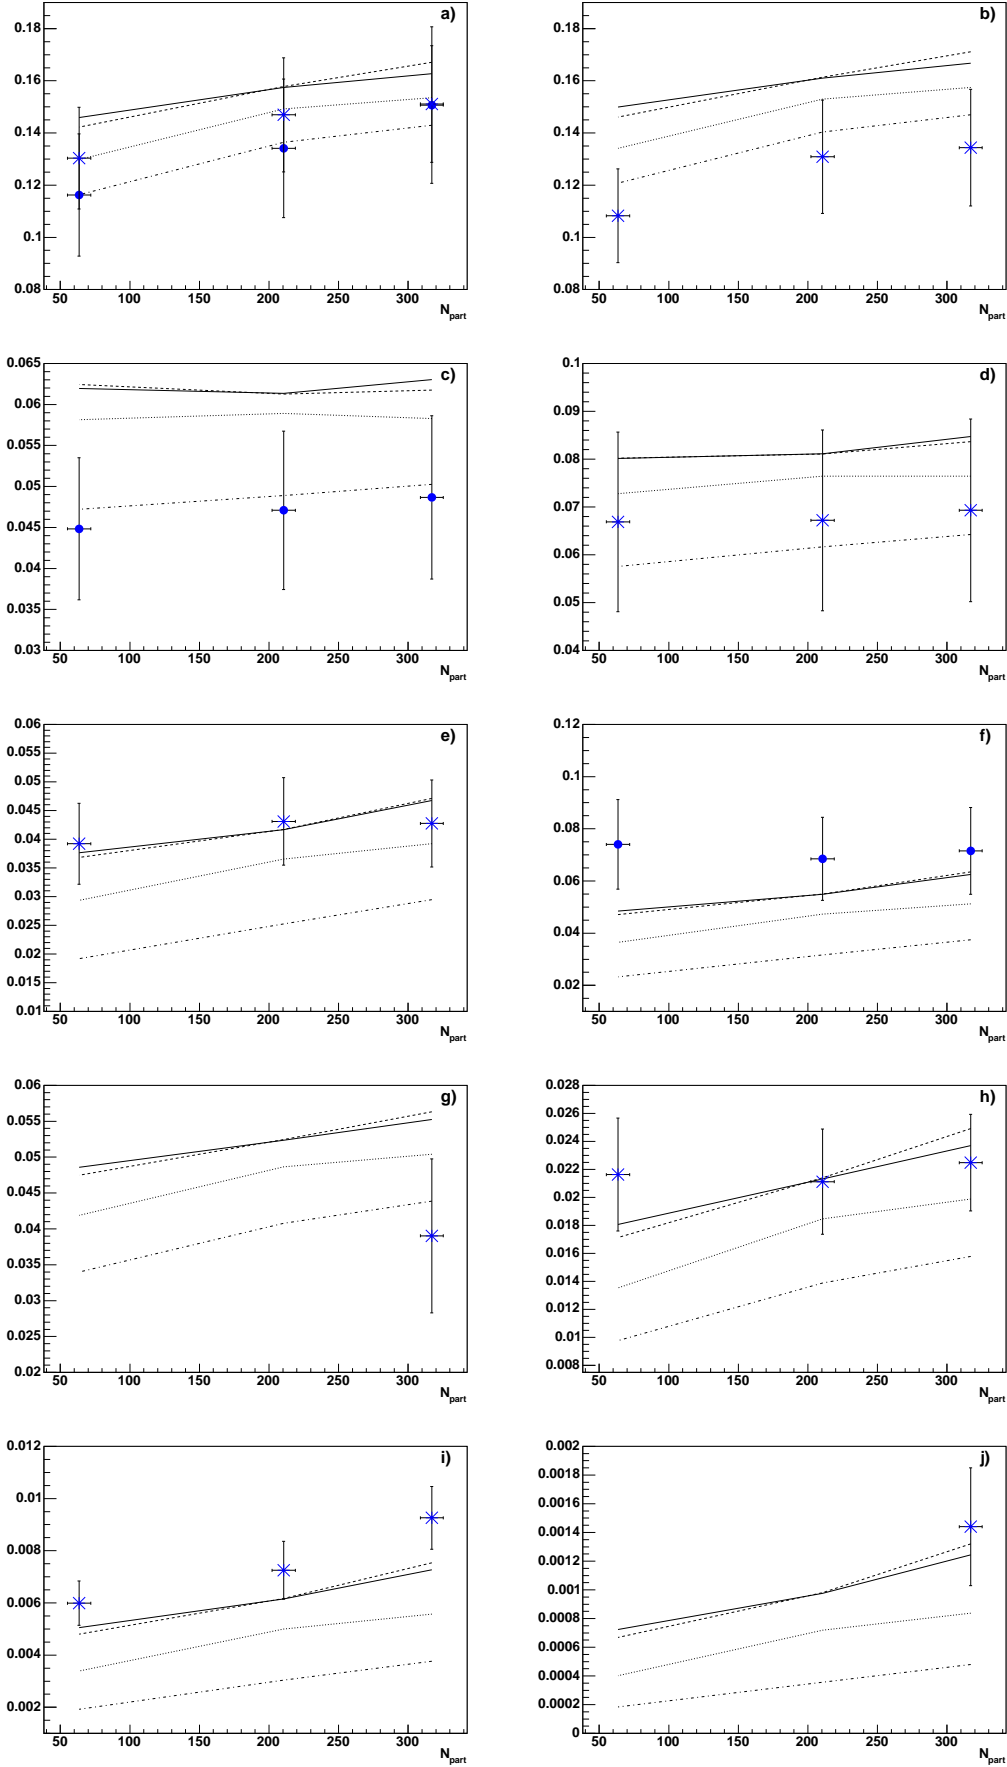 a)
0.18
0.16
0.14
0.12
0.1
0.08
50 100 150 200 250 300
N_part
b)
0.18
0.16
0.14
0.12
0.1
0.08
50 100 150 200 250 300
N_part
c)
0.065
0.06
0.055
0.05
0.045
0.04
0.035
0.03
50 100 150 200 250 300
N_part
d)
0.1
0.09
0.08
0.07
0.06
0.05
0.04
50 100 150 200 250 300
N_part
e)
0.06
0.055
0.05
0.045
0.04
0.035
0.03
0.025
0.02
0.015
0.01
50 100 150 200 250 300
N_part
f)
0.12
0.1
0.08
0.06
0.04
0.02
50 100 150 200 250 300
N_part
g)
0.06
0.055
0.05
0.045
0.04
0.035
0.03
0.025
0.02
50 100 150 200 250 300
N_part
h)
0.028
0.026
0.024
0.022
0.02
0.018
0.016
0.014
0.012
0.01
0.008
50 100 150 200 250 300
N_part
i)
0.012
0.01
0.008
0.006
0.004
0.002
50 100 150 200 250 300
N_part
j)
0.002
0.0018
0.0016
0.0014
0.0012
0.001
0.0008
0.0006
0.0004
0.0002
0
50 100 150 200 250 300
N_part